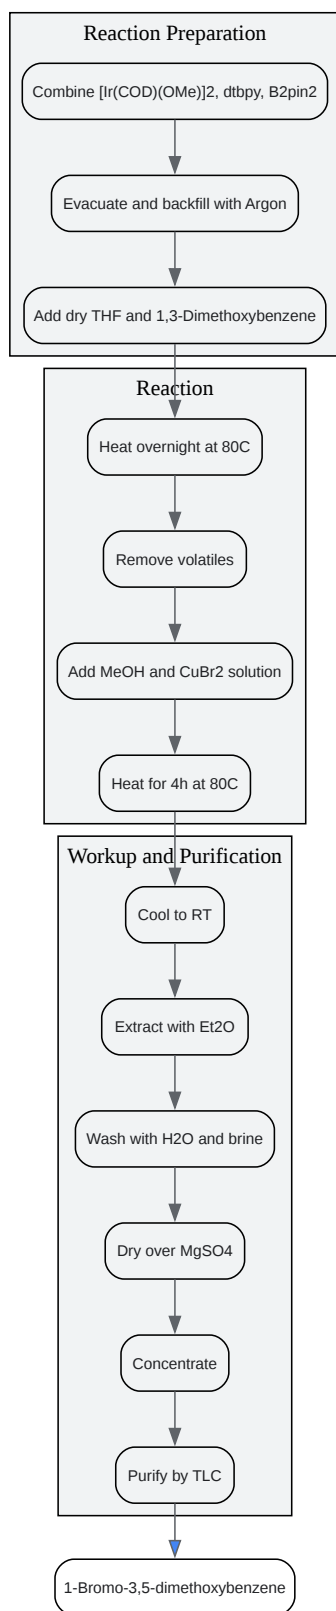 Reaction Preparation
Combine [Ir(COD)(OMe)]2, dtbpy, B2pin2
Evacuate and backfill with Argon
Add dry THF and 1,3-Dimethoxybenzene
Reaction
Heat overnight at 80C
Remove volatiles
Add MeOH and CuBr2 solution
Heat for 4h at 80C
Workup and Purification
Cool to RT
Extract with Et2O
Wash with H2O and brine
Dry over MgSO4
Concentrate
Purify by TLC
1-Bromo-3,5-dimethoxybenzene